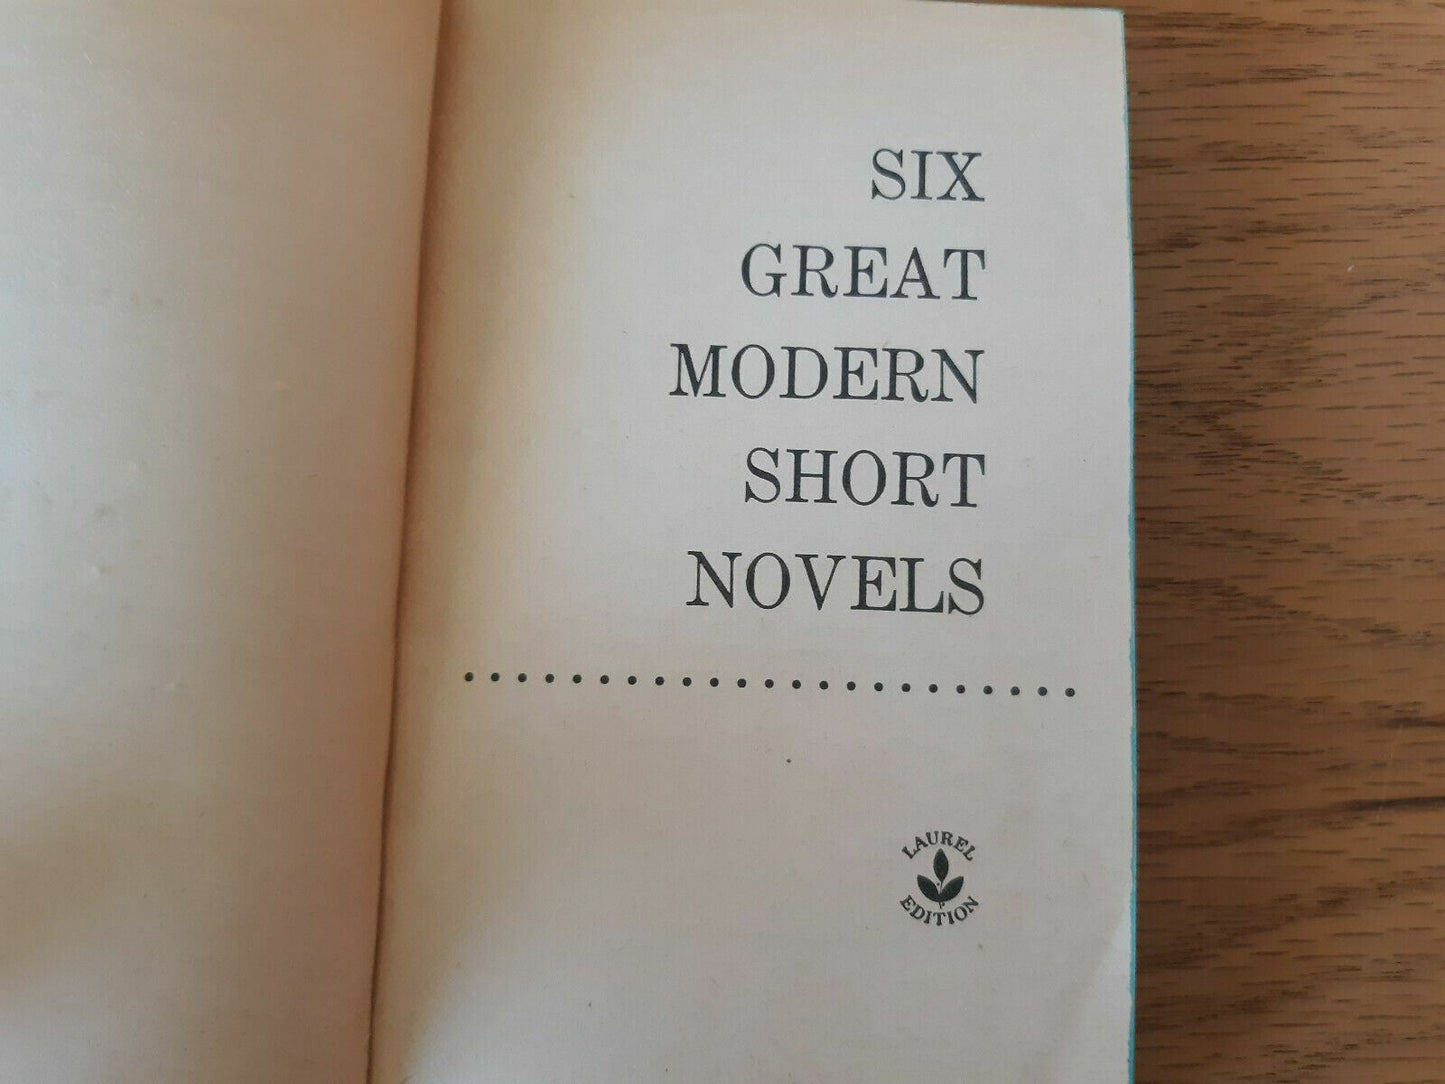 SIX
GREAT
MODERN
SHORT
NOVELS
LAUREL
EDITION